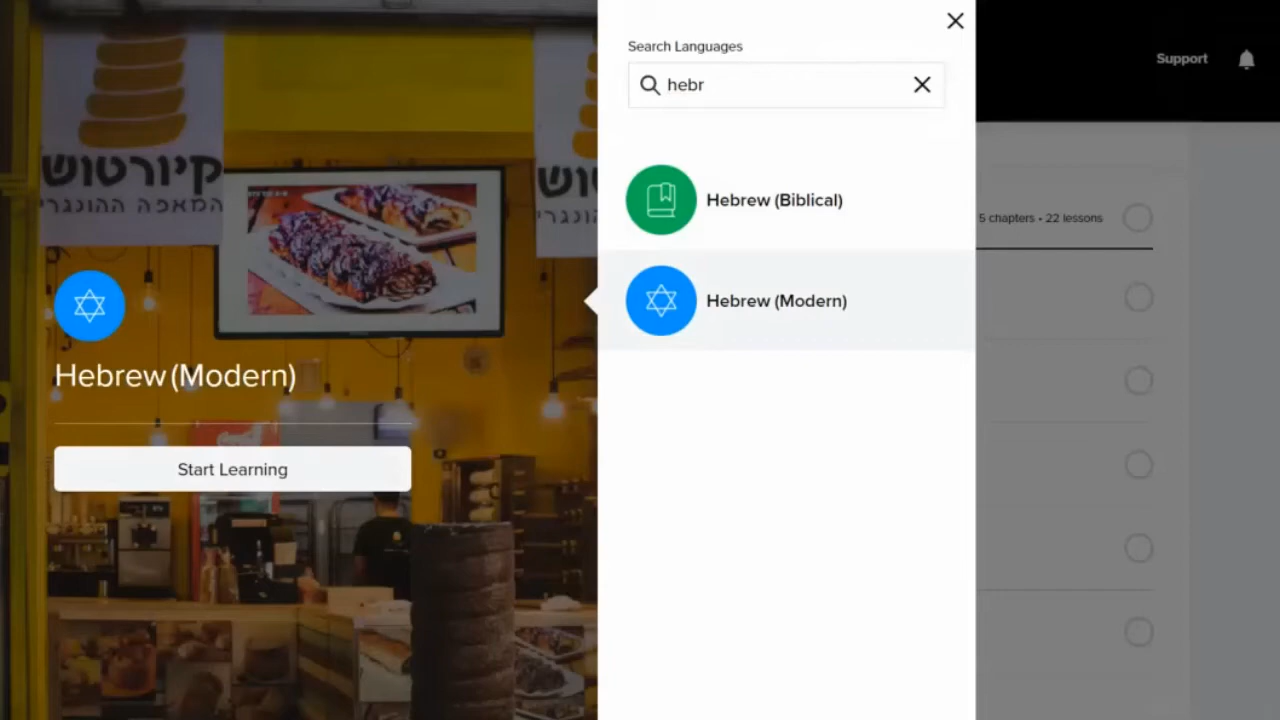 Search Languages
hebr
Hebrew (Biblical)
Hebrew (Modern)
Hebrew (Modern)
Start Learning
Support
5 chapters • 22 lessons
קיורטוש
המאפה ההונגרי